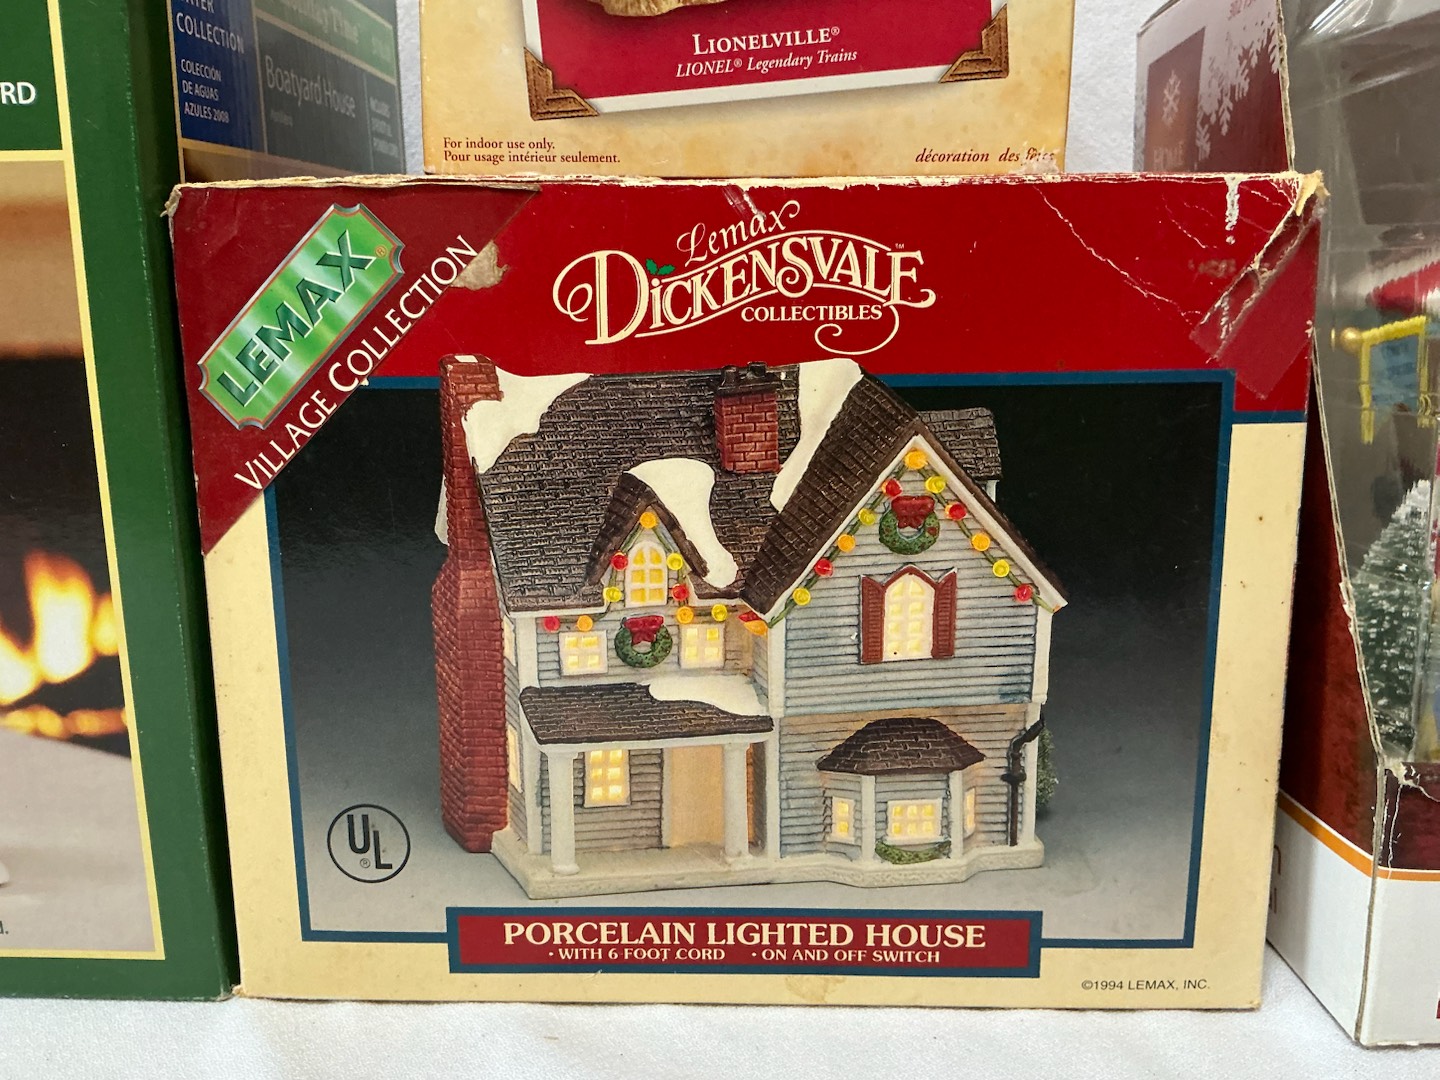 RD
COLLECTION
COLECCIÓN
DE AGUAS
AZULES 2008
Boatyard House
LIONELVILLE®
LIONEL® Legendary Trains
For indoor use only.
Pour usage intérieur seulement.
décoration des fêtes
HOME
LEMAX®
VILLAGE COLLECTION
Lemax
DICKENSVALE™
COLLECTIBLES
UL®
PORCELAIN LIGHTED HOUSE
• WITH 6 FOOT CORD • ON AND OFF SWITCH
©1994 LEMAX, INC.